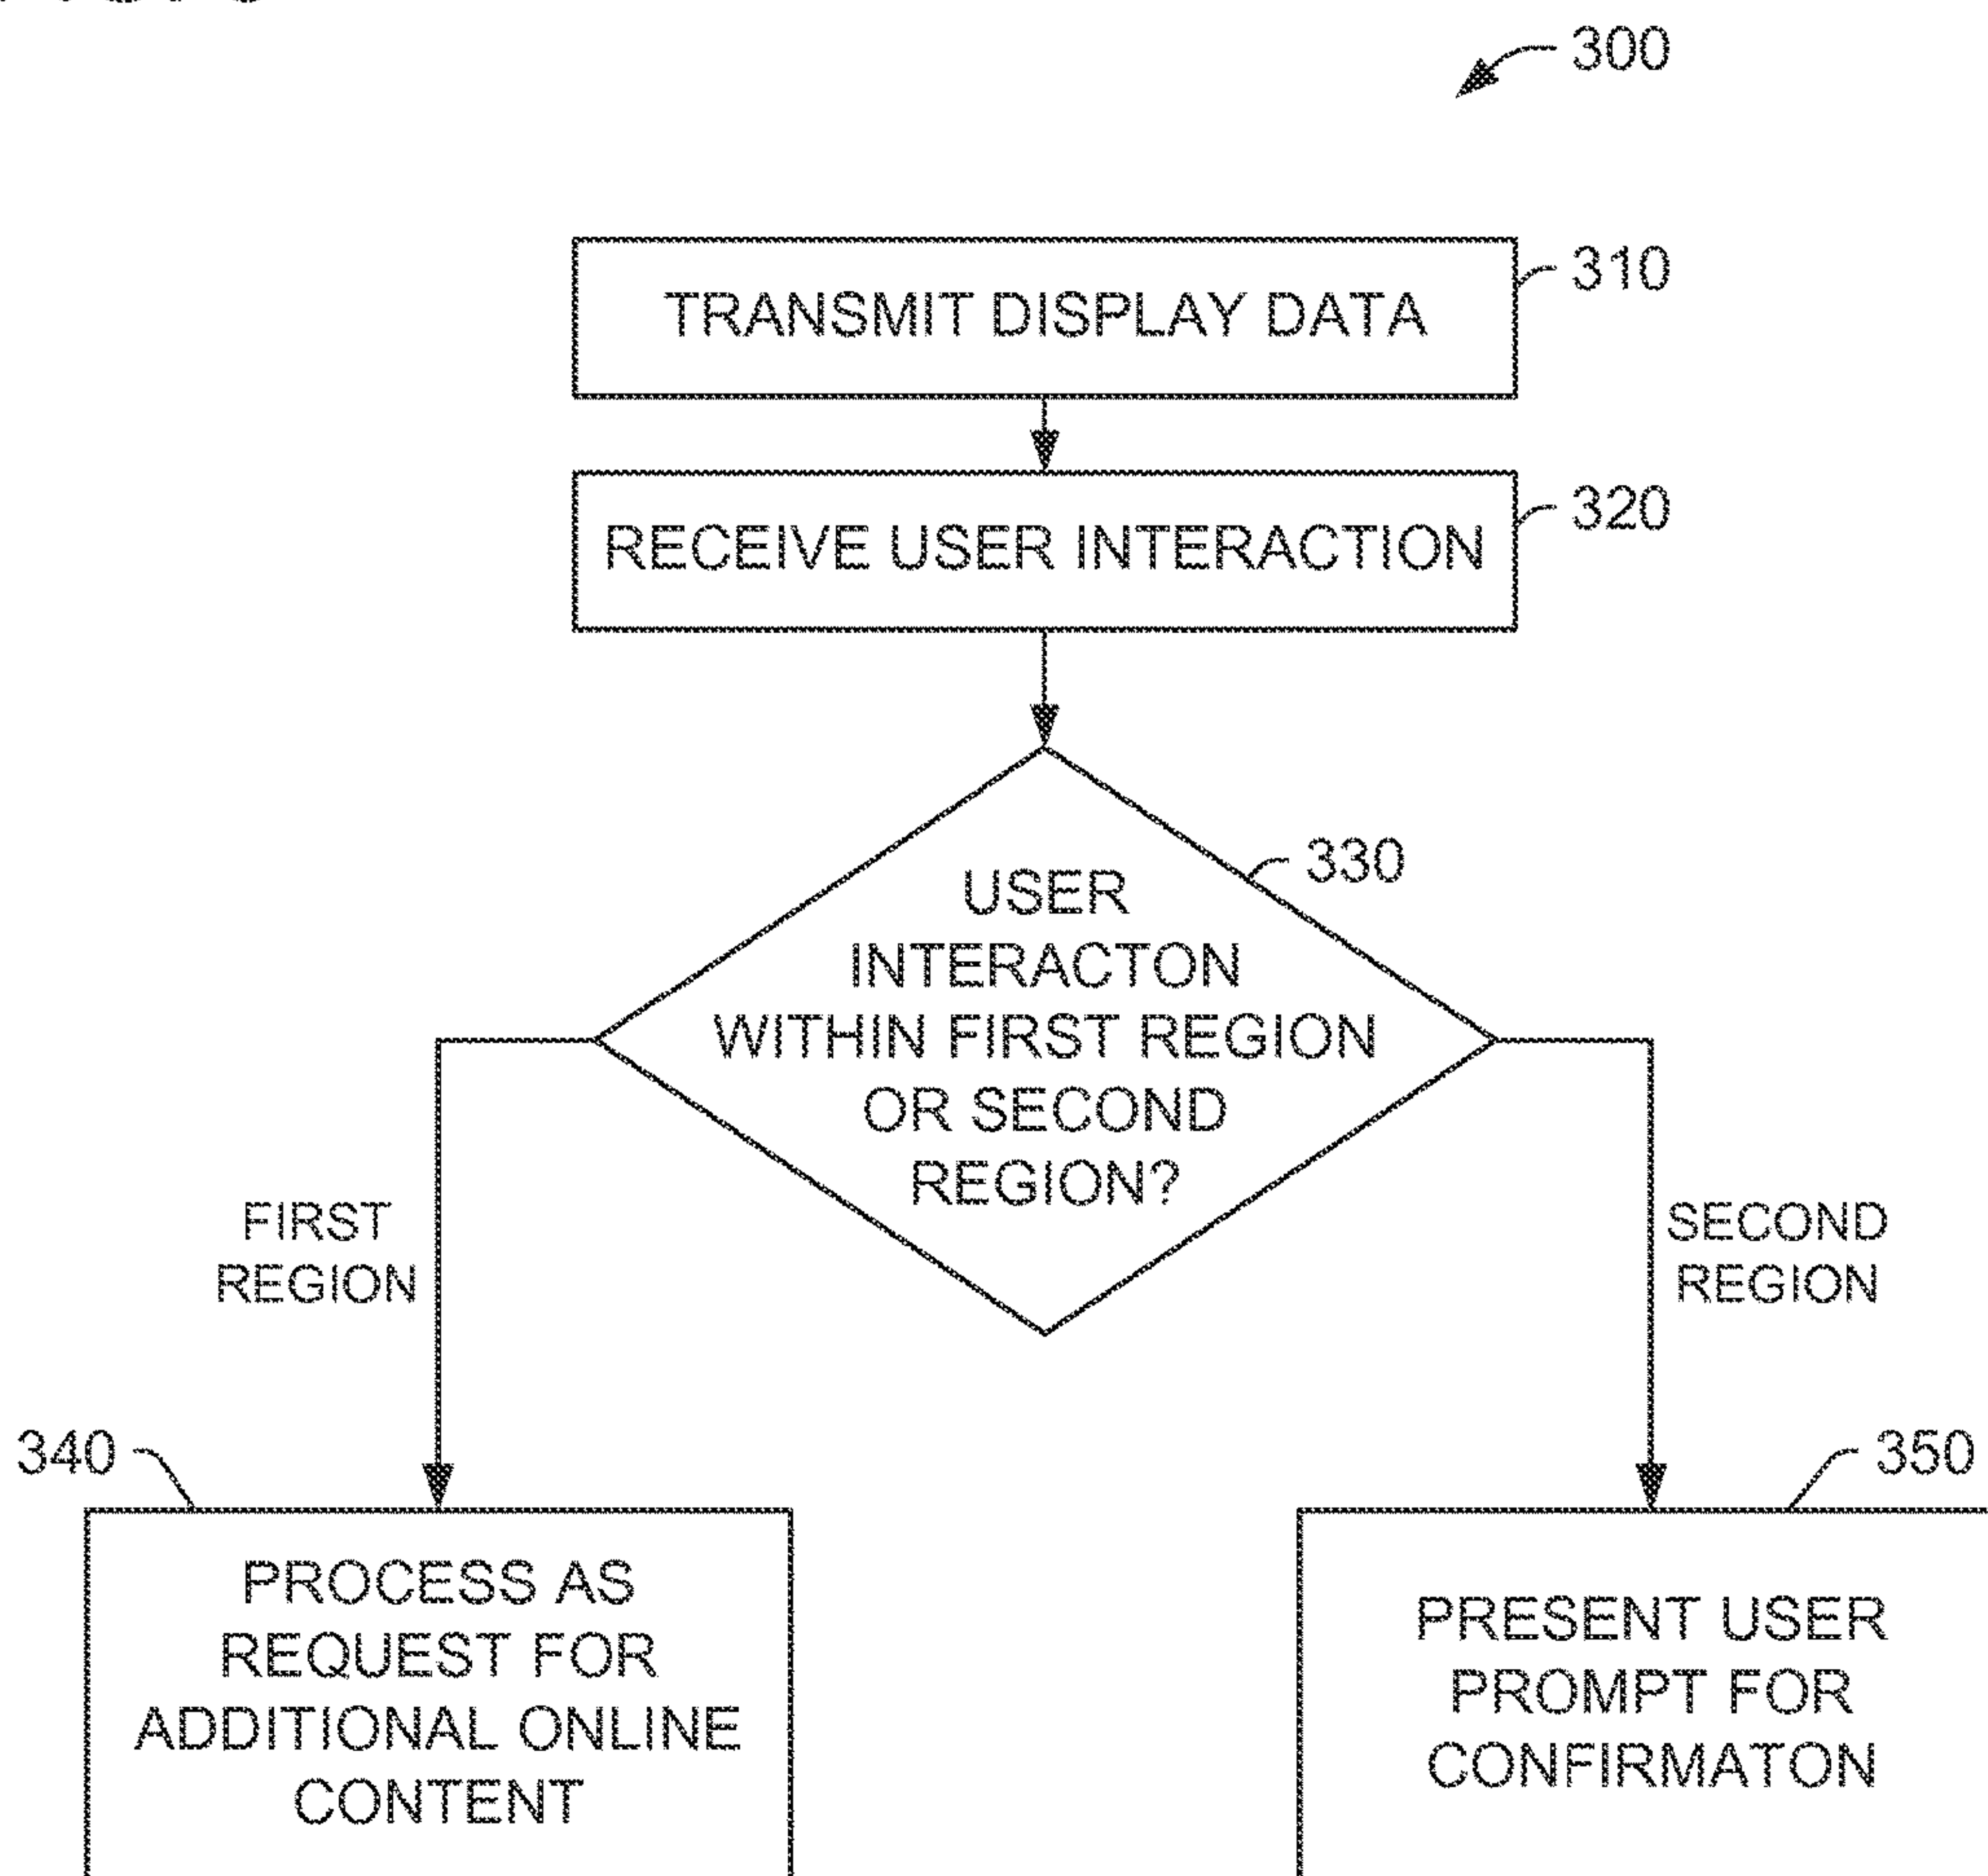 300
310
TRANSMIT DISPLAY DATA
320
RECEIVE USER INTERACTION
330
USER
INTERACTON
WITHIN FIRST REGION
OR SECOND
REGION?
FIRST
REGION
SECOND
REGION
340
350
PROCESS AS
REQUEST FOR
ADDITIONAL ONLINE
CONTENT
PRESENT USER
PROMPT FOR
CONFIRMATON